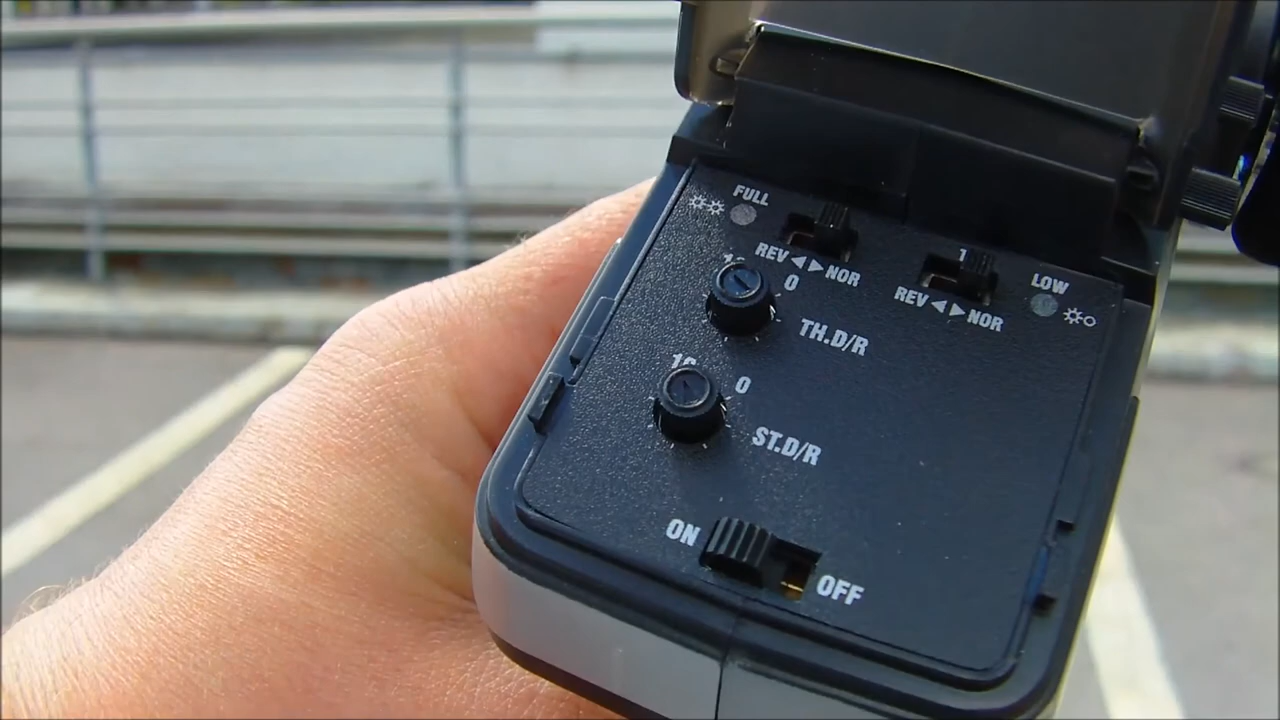 FULL
REV ◀ ▶ NOR
0
TH.D/R
REV ◀ ▶ NOR
LOW
0
ST.D/R
ON
OFF